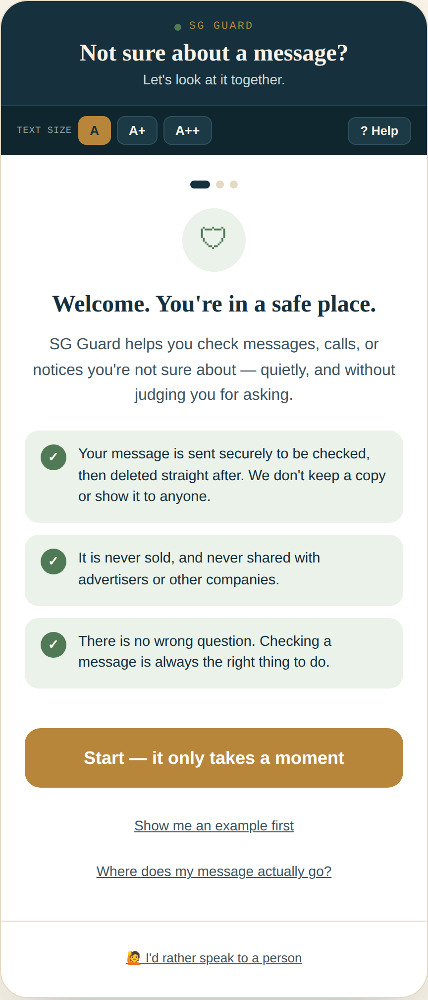 SG GUARD
Not sure about a message?
Let's look at it together.
TEXT SIZE A A+ A++ ? Help
Welcome. You're in a safe place.
SG Guard helps you check messages, calls, or
notices you're not sure about — quietly, and without
judging you for asking.
✓ Your message is sent securely to be checked,
then deleted straight after. We don't keep a copy
or show it to anyone.
✓ It is never sold, and never shared with
advertisers or other companies.
✓ There is no wrong question. Checking a
message is always the right thing to do.
Start — it only takes a moment
Show me an example first
Where does my message actually go?
🙋 I'd rather speak to a person